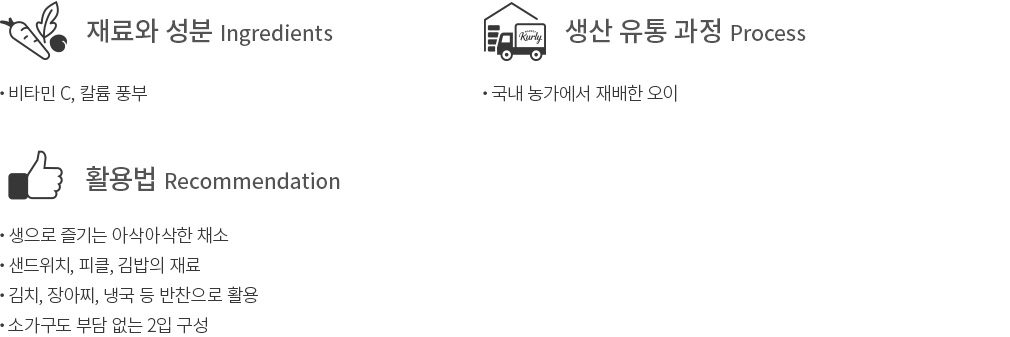 재료와 성분 Ingredients
• 비타민 C, 칼륨 풍부
Kurly
생산 유통 과정 Process
• 국내 농가에서 재배한 오이
활용법 Recommendation
• 생으로 즐기는 아삭아삭한 채소
• 샌드위치, 피클, 김밥의 재료
• 김치, 장아찌, 냉국 등 반찬으로 활용
• 소가구도 부담 없는 2입 구성